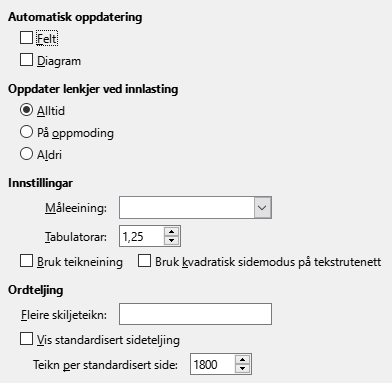 Automatisk oppdatering
Felt
Diagram
Oppdater lenkjer ved innlasting
Alltid
På oppmoding
Aldri
Innstillingar
Måleeining:
Tabulatorar: 1,25
Bruk teikneining Bruk kvadratisk sidemodus på tekstrutenett
Ordteljing
Fleire skiljeteikn:
Vis standardisert sideteljing
Teikn per standardisert side: 1800